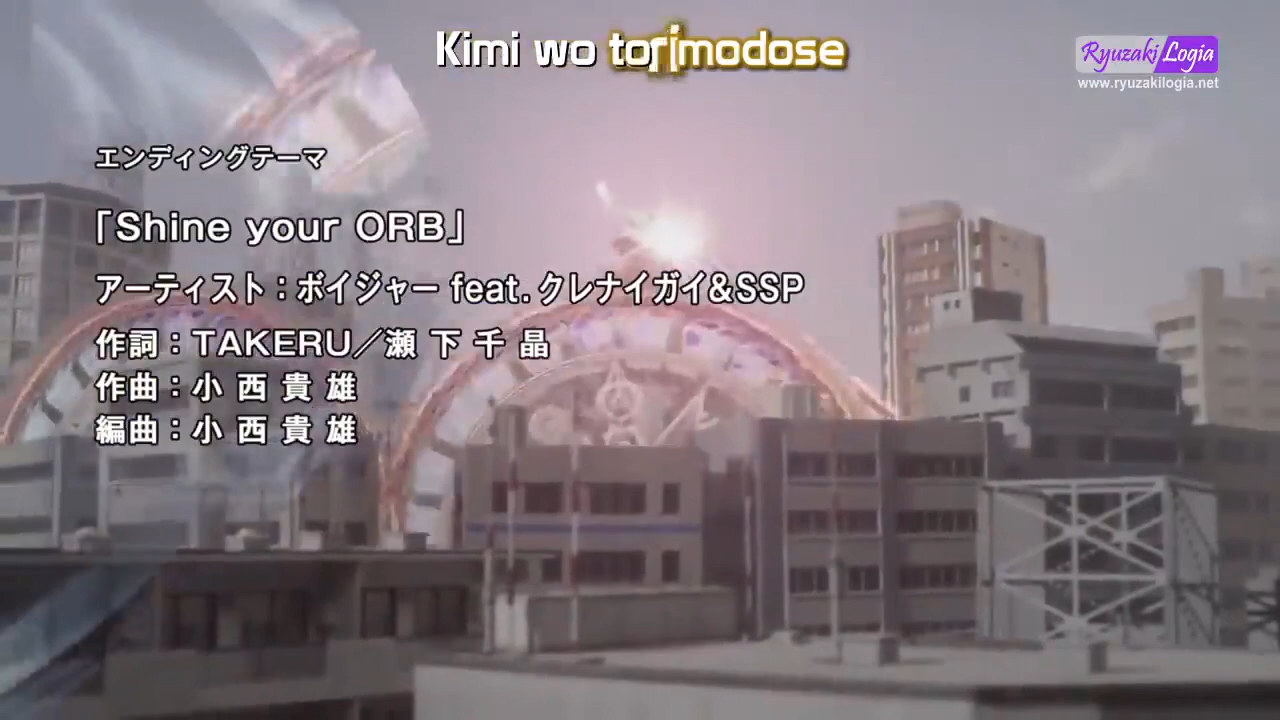 Kimi wo torimodose
Ryuzaki Logia
www.ryuzakilogia.net
エンディングテーマ
「Shine your ORB」
アーティスト：ボイジャー feat.クレナイガイ&SSP
作詞：TAKERU／瀬下千晶
作曲：小西貴雄
編曲：小西貴雄